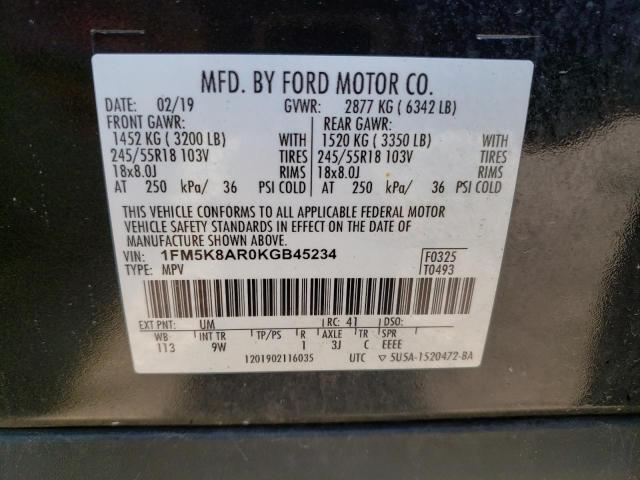 MFD. BY FORD MOTOR CO.
DATE: 02/19 GVWR: 2877 KG ( 6342 LB)
FRONT GAWR: REAR GAWR:
1452 KG ( 3200 LB) WITH 1520 KG ( 3350 LB) WITH
245/55R18 103V TIRES 245/55R18 103V TIRES
18x8.0J RIMS 18x8.0J RIMS
AT 250 kPa/ 36 PSI COLD AT 250 kPa/ 36 PSI COLD
THIS VEHICLE CONFORMS TO ALL APPLICABLE FEDERAL MOTOR
VEHICLE SAFETY STANDARDS IN EFFECT ON THE DATE OF
MANUFACTURE SHOWN ABOVE.
VIN: 1FM5K8AR0KGB45234 F0325
TYPE: MPV T0493
EXT PNT: UM RC: 41 DSO:
WB INT TR TP/PS R AXLE TR SPR
113 9W 1 3J C EEEE
1201902116035 UTC ▽ 5U5A-1520472-BA